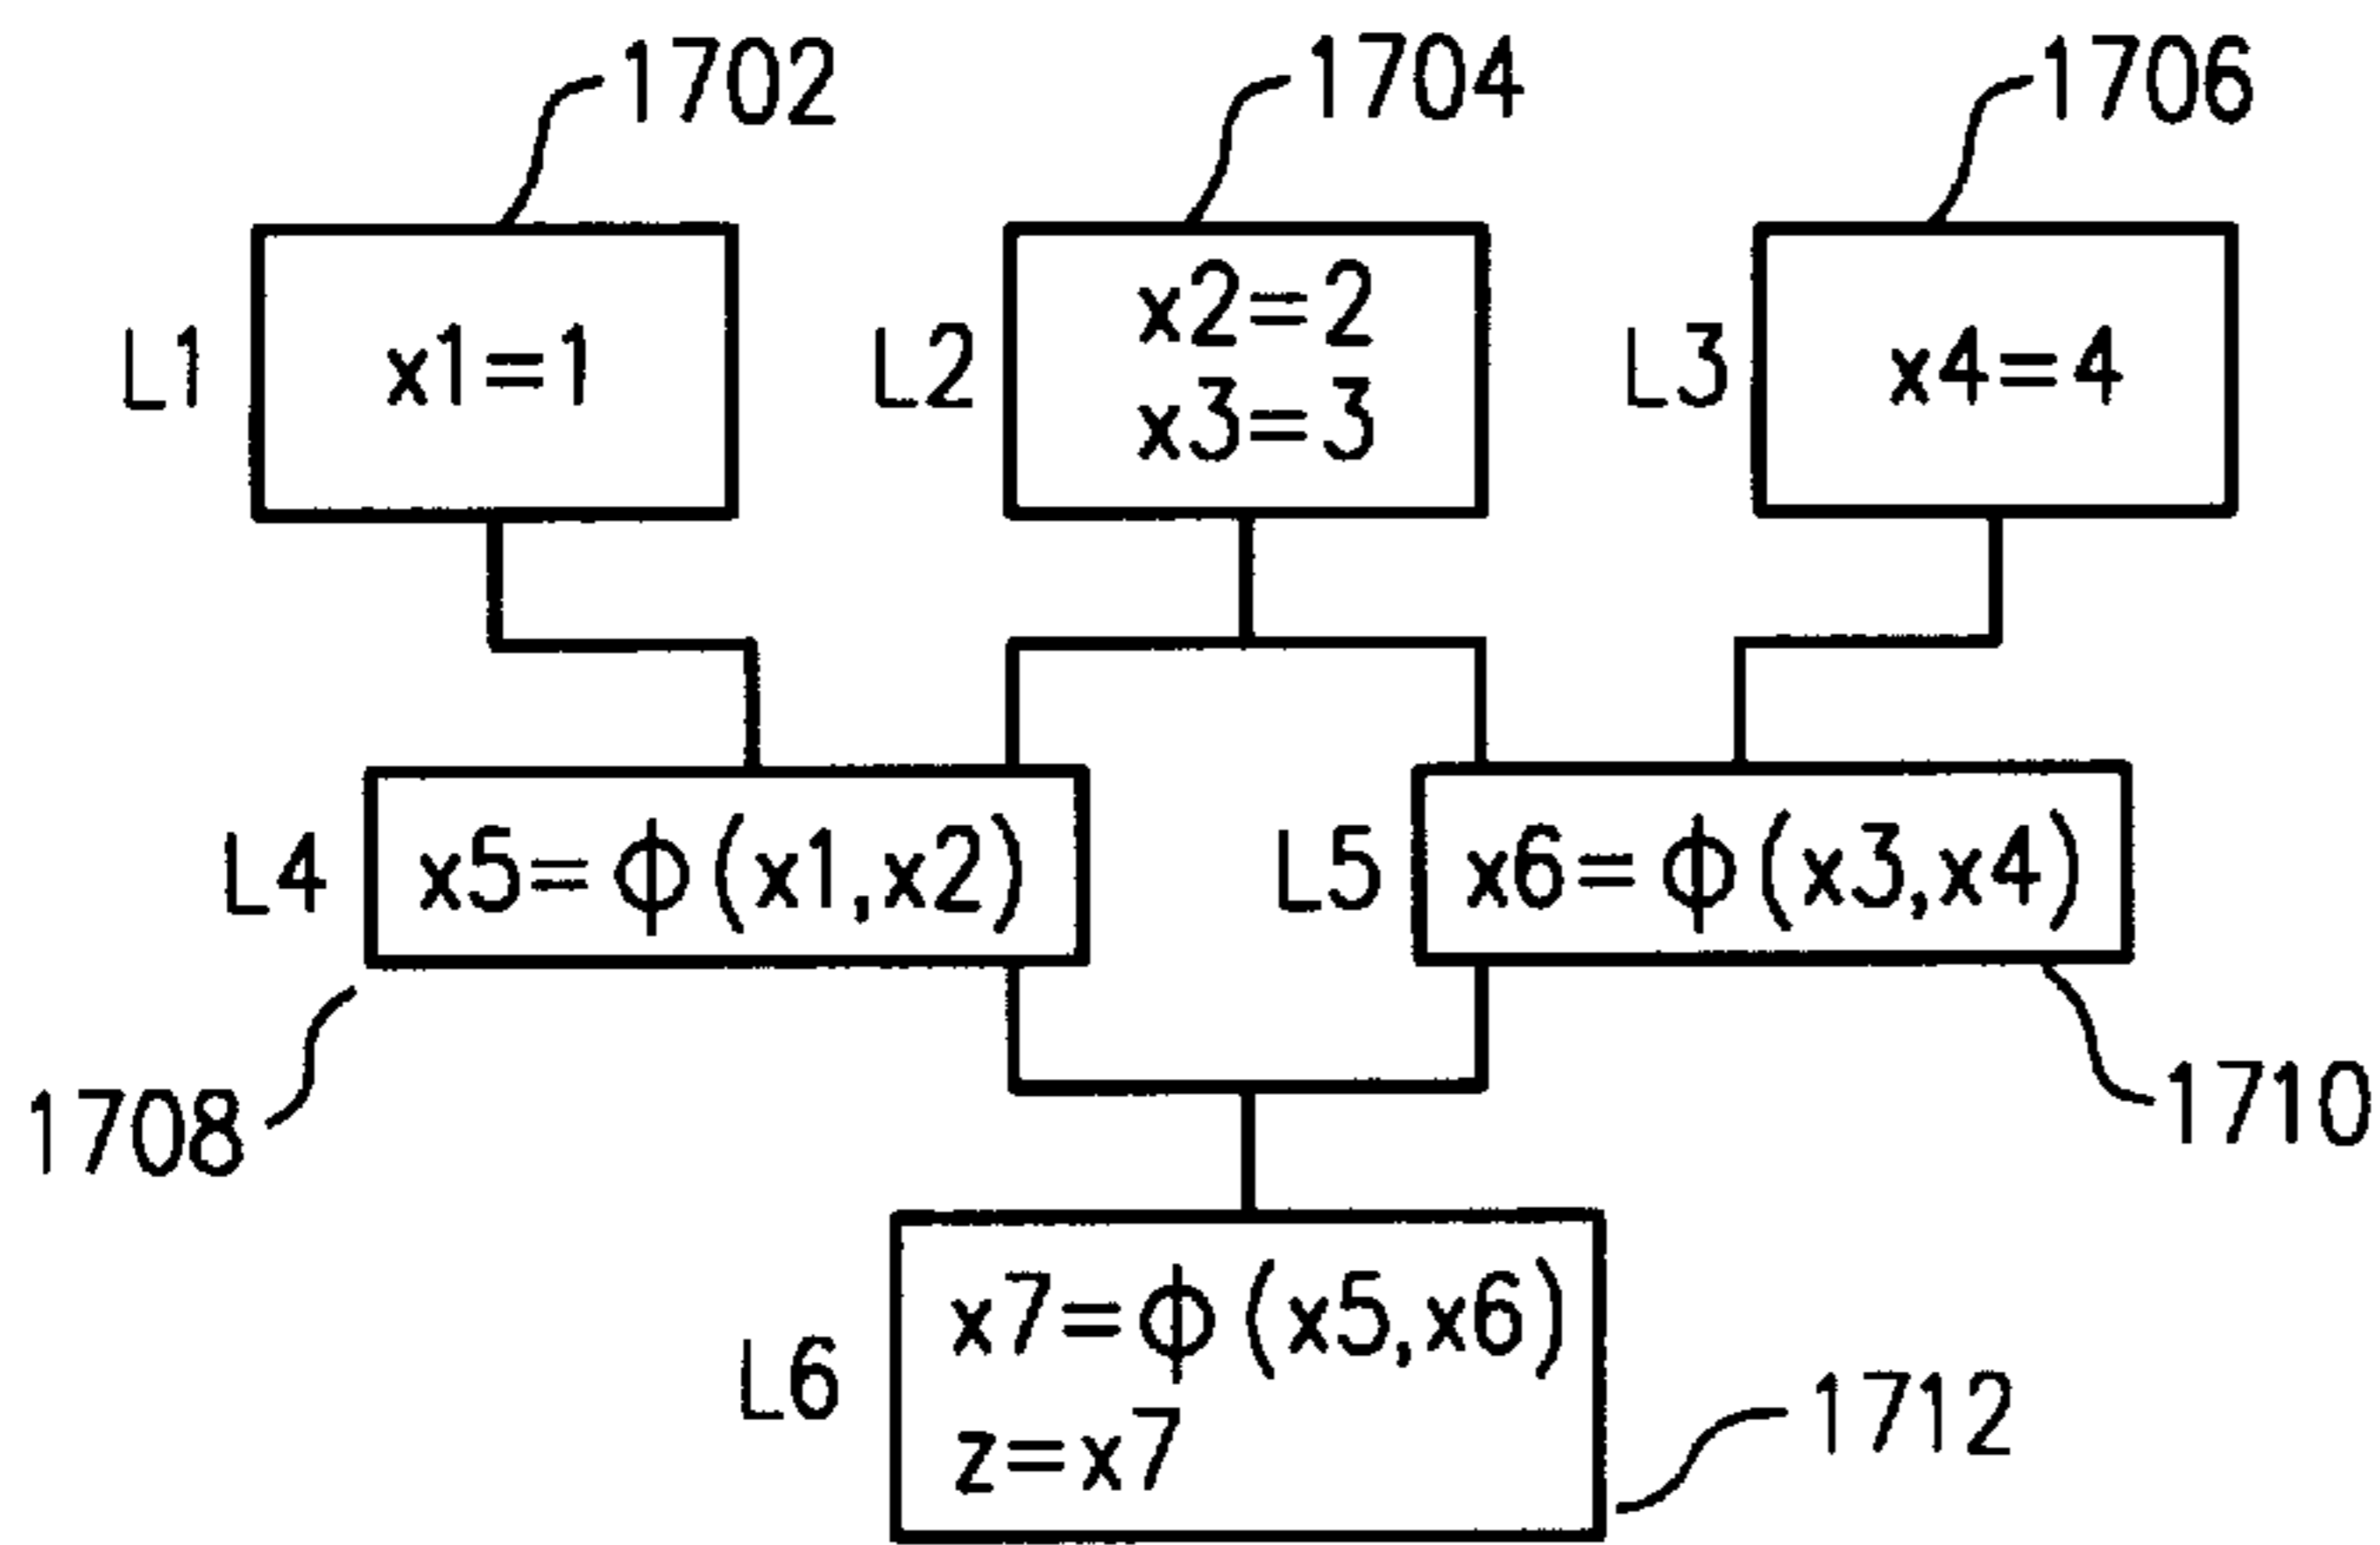 1702
1704
1706
L1
x1=1
L2
x2=2
x3=3
L3
x4=4
L4
x5=ϕ(x1,x2)
L5
x6=ϕ(x3,x4)
1708
1710
L6
x7=ϕ(x5,x6)
z=x7
1712